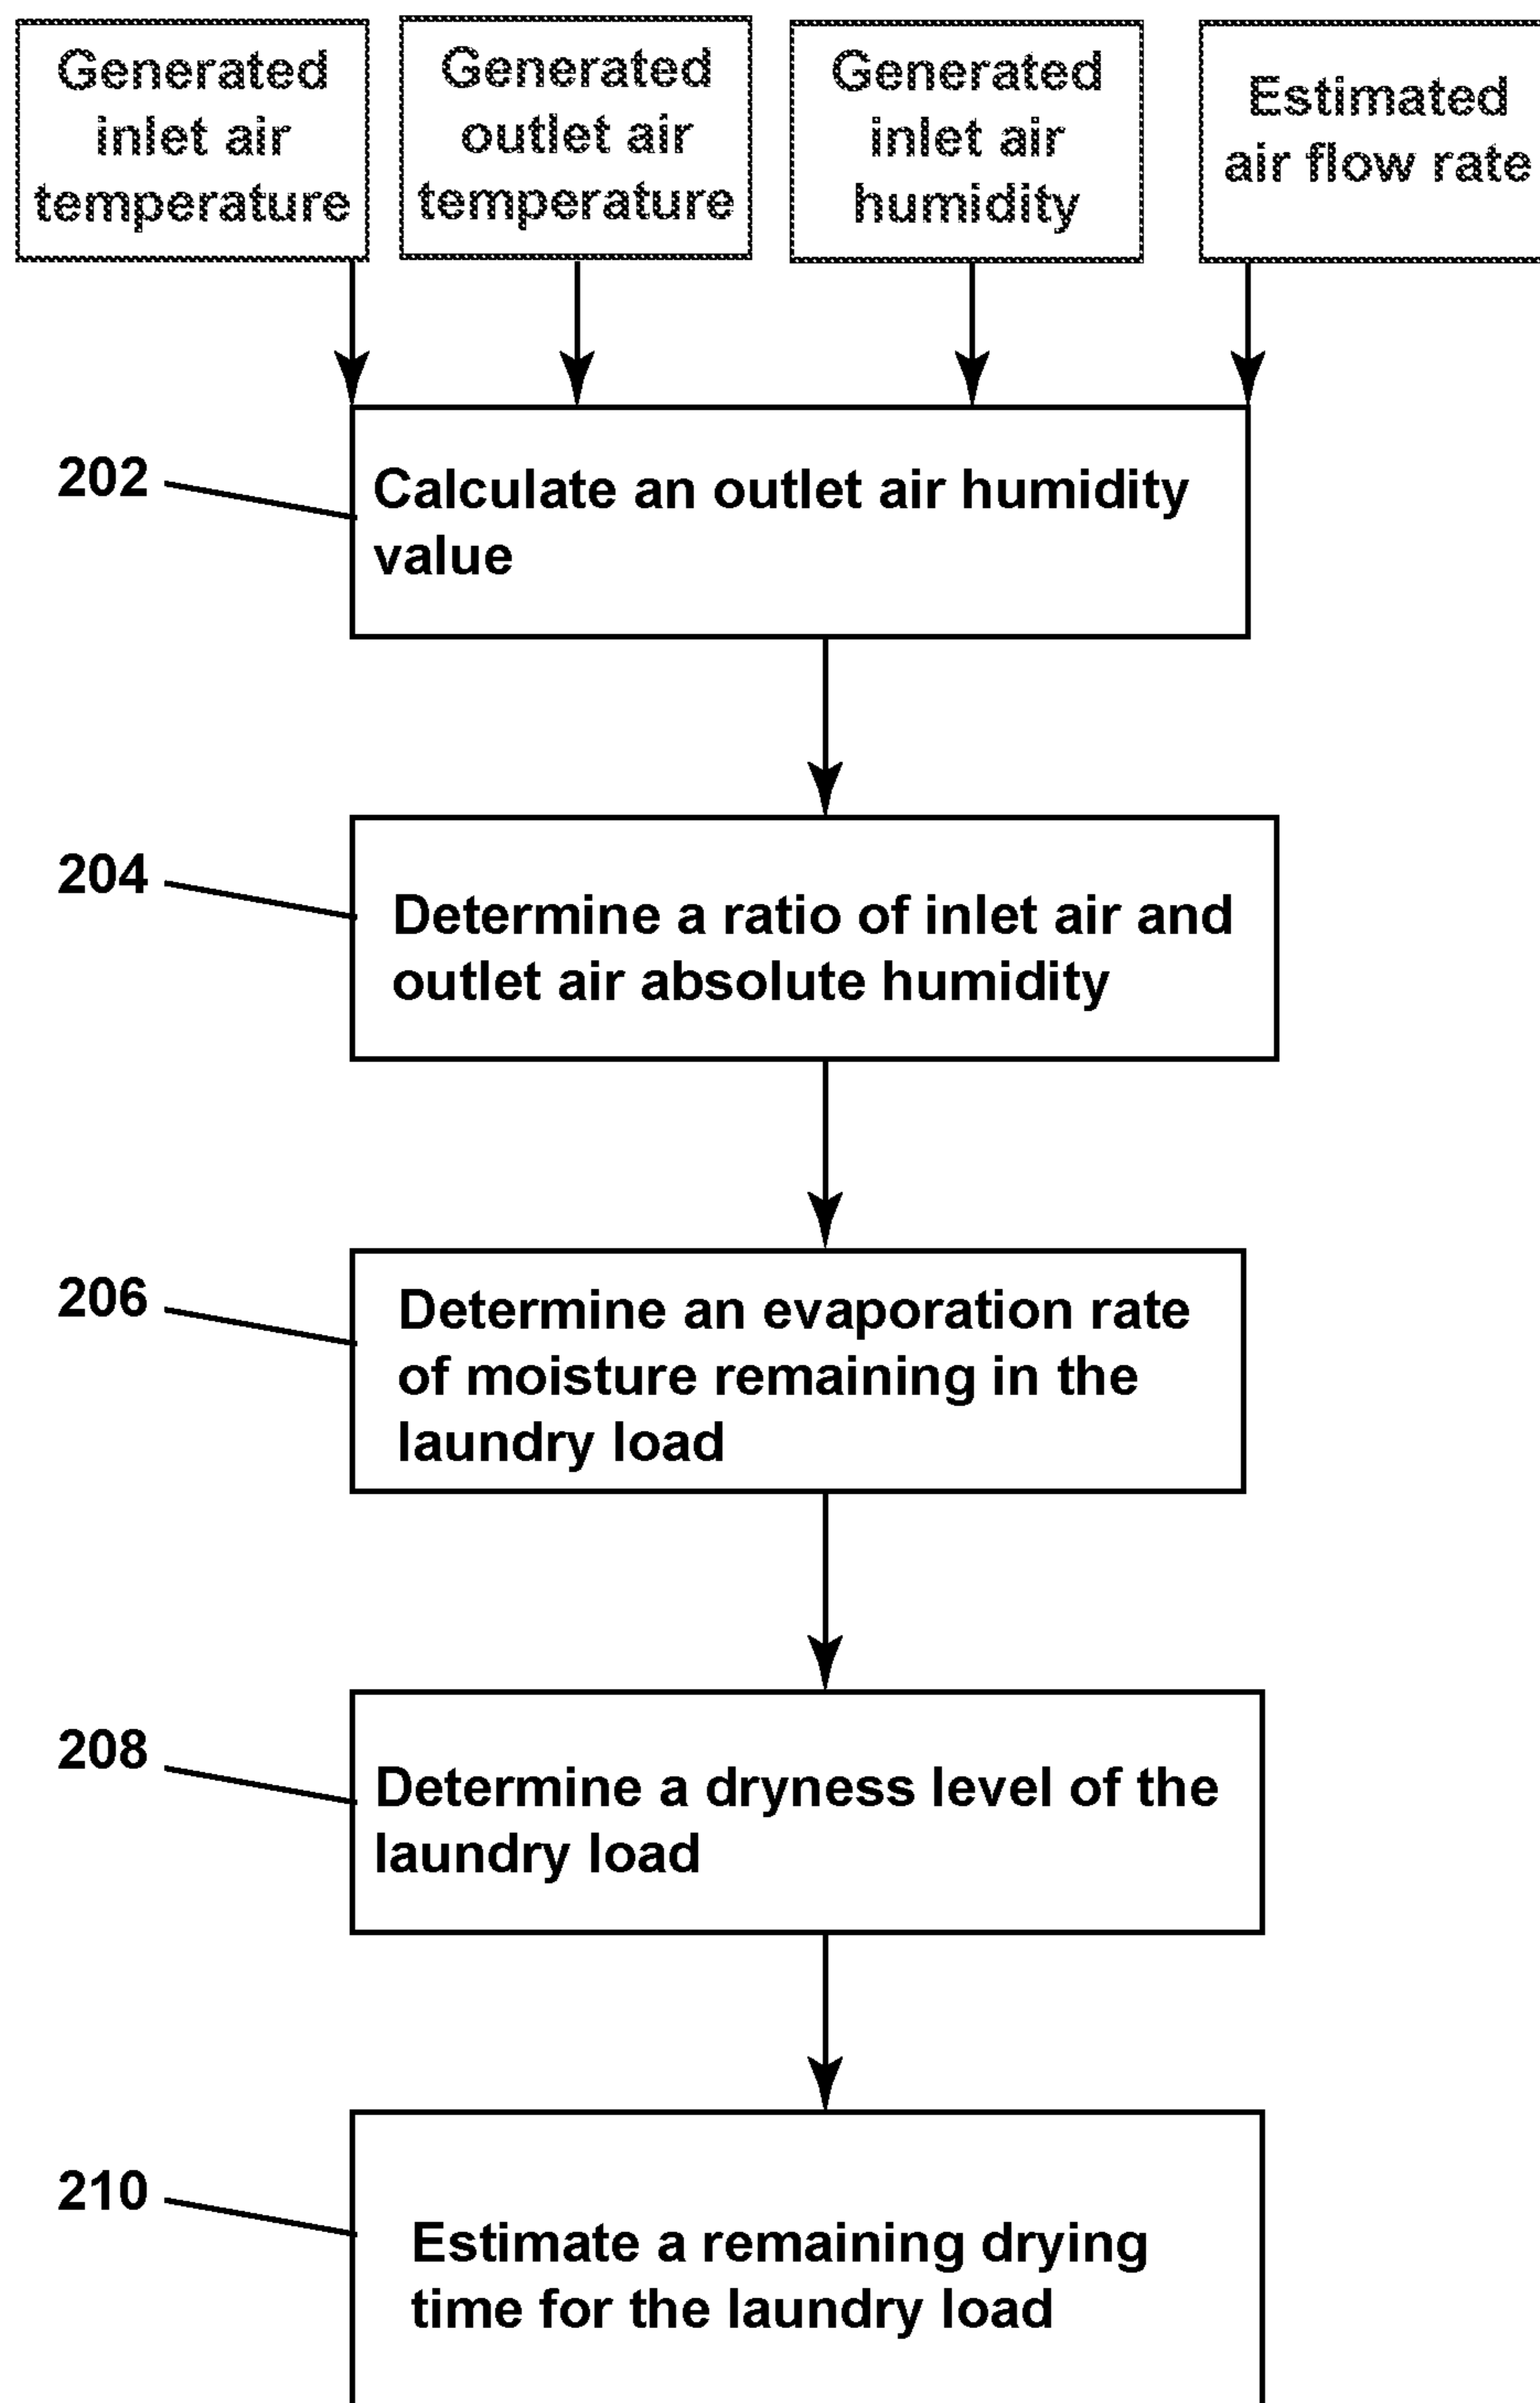 Generated
inlet air
temperature
Generated
outlet air
temperature
Generated
inlet air
humidity
Estimated
air flow rate
202
Calculate an outlet air humidity
value
204
Determine a ratio of inlet air and
outlet air absolute humidity
206
Determine an evaporation rate
of moisture remaining in the
laundry load
208
Determine a dryness level of the
laundry load
210
Estimate a remaining drying
time for the laundry load